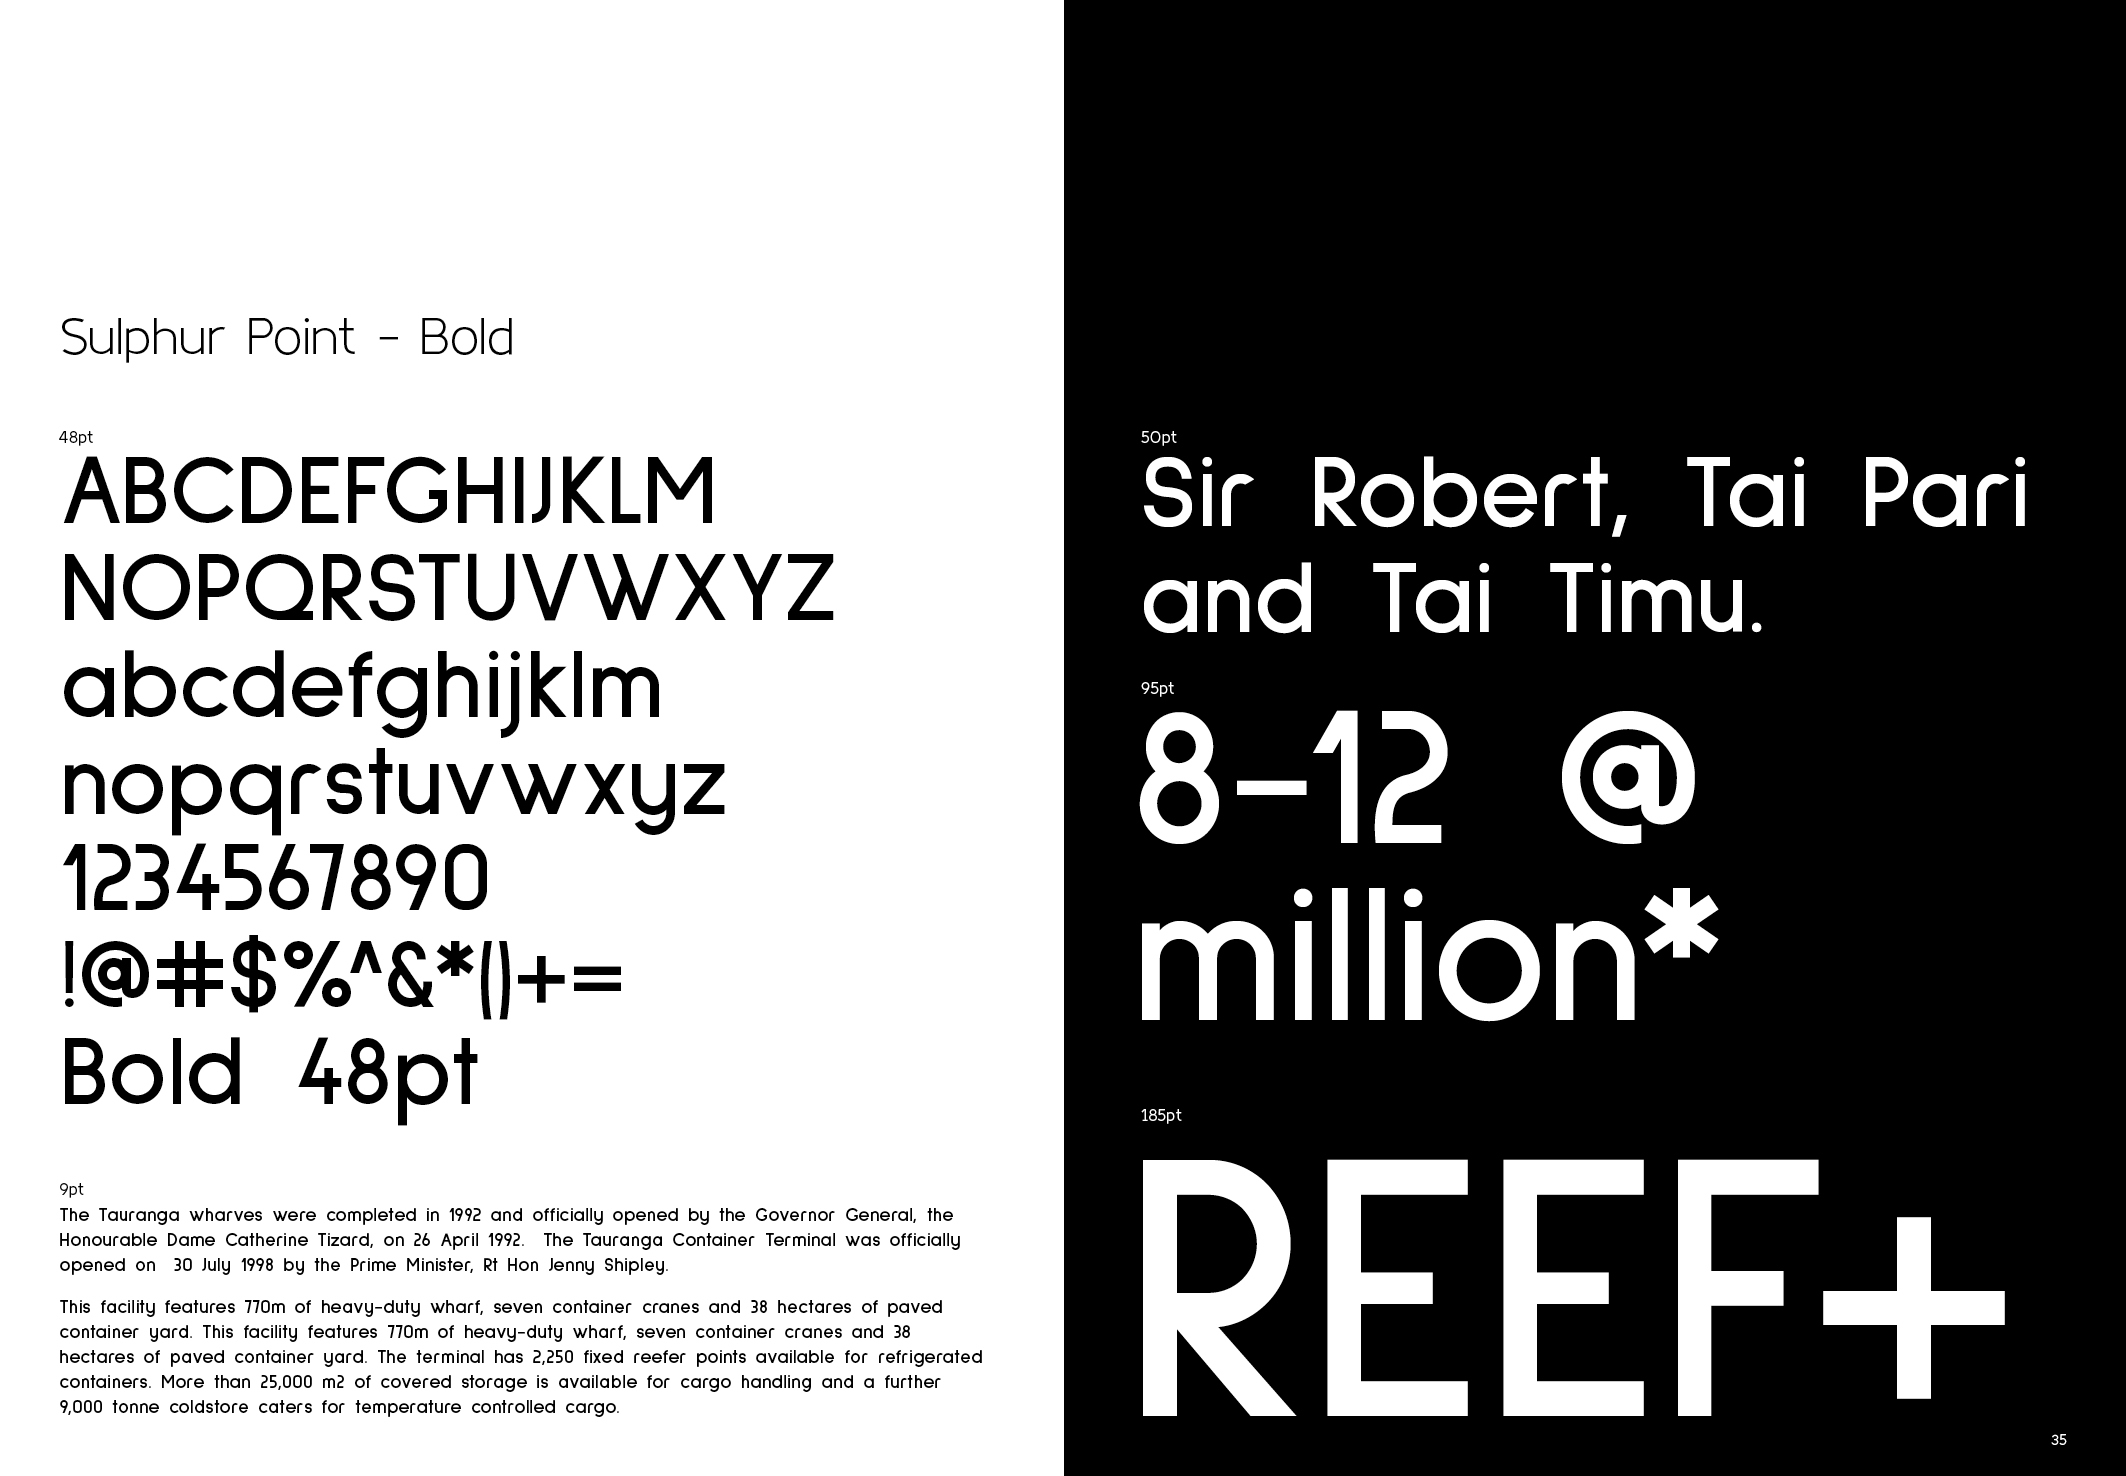 Sulphur Point - Bold
48pt
ABCDEFGHIJKLM
NOPQRSTUVWXYZ
abcdefghijklm
nopqrstuvwxyz
1234567890
!@#$%^&*()+=
Bold 48pt
9pt
The Tauranga wharves were completed in 1992 and officially opened by the Governor General, the
Honourable Dame Catherine Tizard, on 26 April 1992.  The Tauranga Container Terminal was officially
opened on  30 July 1998 by the Prime Minister, Rt Hon Jenny Shipley.
This facility features 770m of heavy-duty wharf, seven container cranes and 38 hectares of paved
container yard. This facility features 770m of heavy-duty wharf, seven container cranes and 38
hectares of paved container yard. The terminal has 2,250 fixed reefer points available for refrigerated
containers. More than 25,000 m2 of covered storage is available for cargo handling and a further
9,000 tonne coldstore caters for temperature controlled cargo.
50pt
Sir Robert, Tai Pari
and Tai Timu.
95pt
8-12 @
million*
185pt
REEF+
35